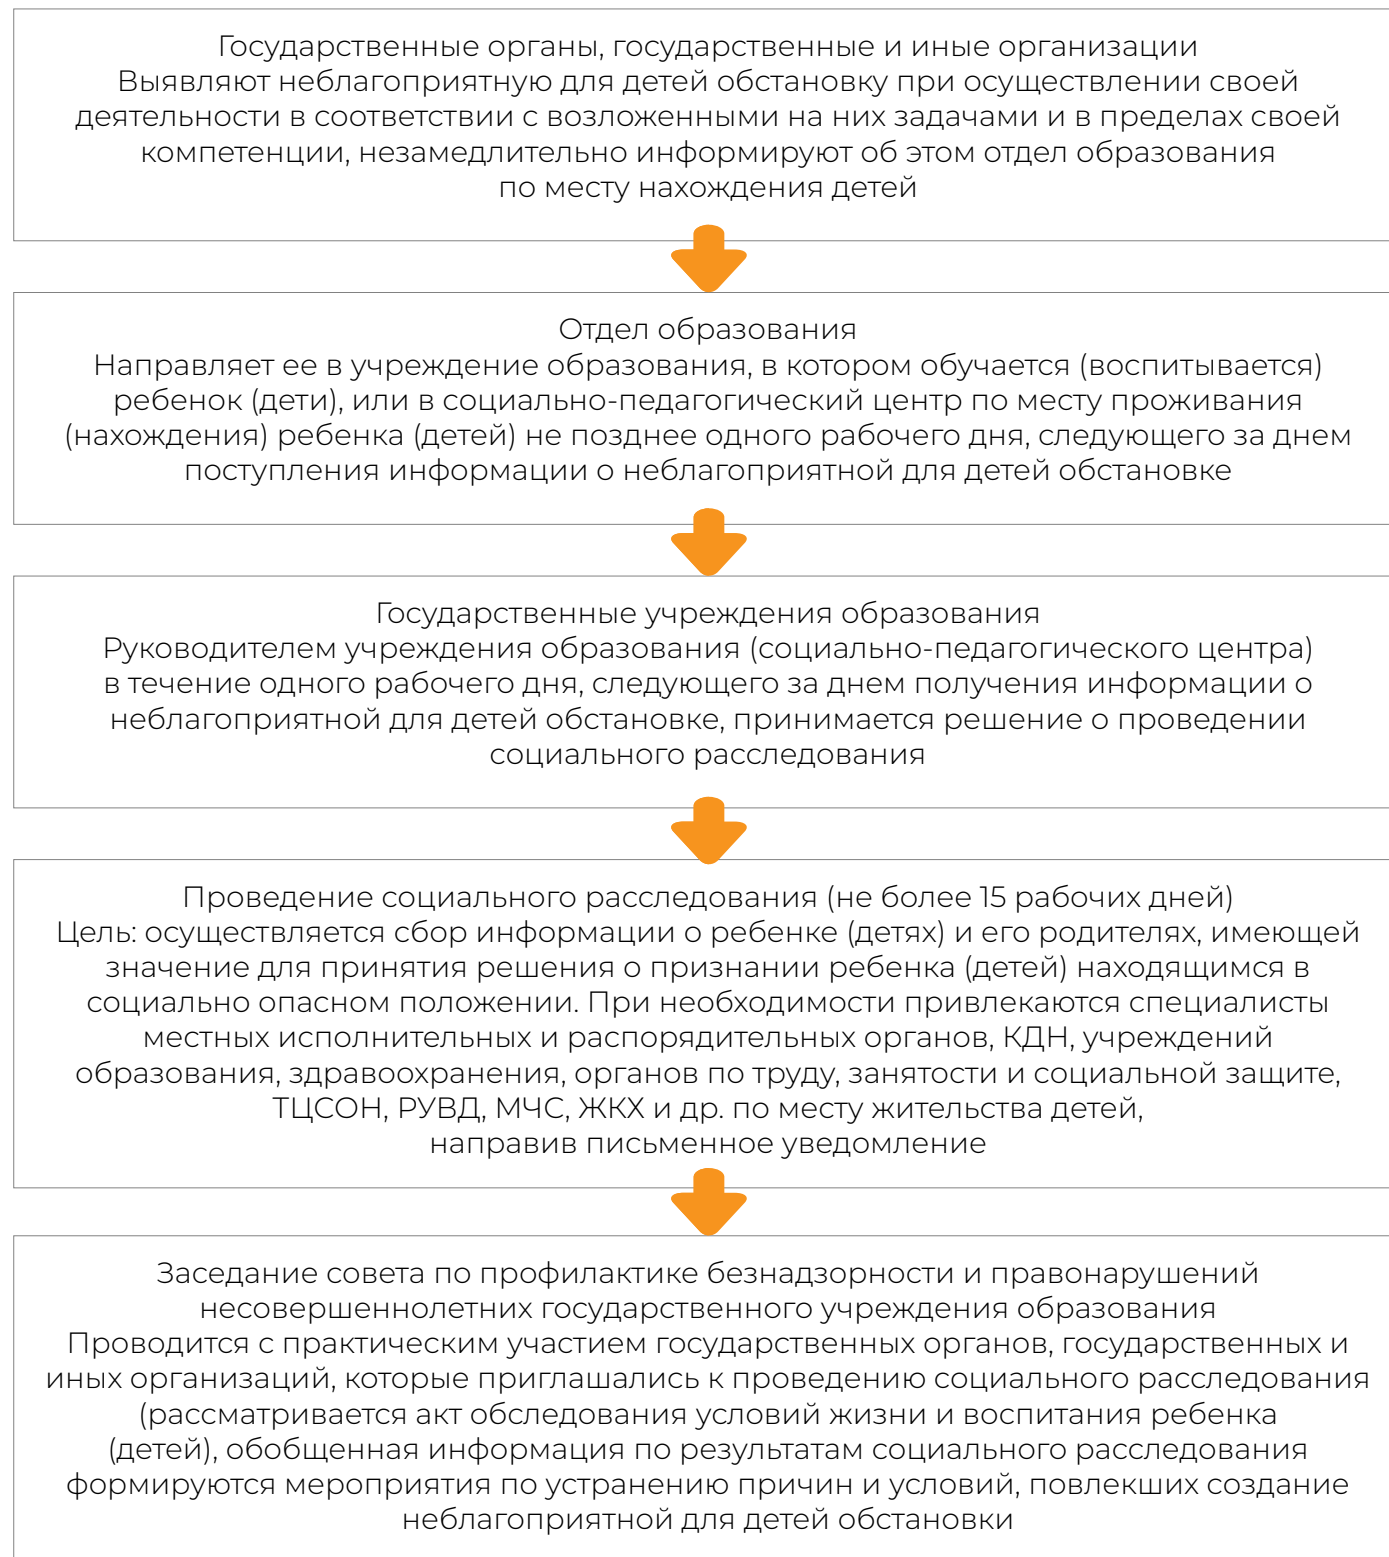 Государственные органы, государственные и иные организации
Выявляют неблагоприятную для детей обстановку при осуществлении своей
деятельности в соответствии с возложенными на них задачами и в пределах своей
компетенции, незамедлительно информируют об этом отдел образования
по месту нахождения детей
Отдел образования
Направляет ее в учреждение образования, в котором обучается (воспитывается)
ребенок (дети), или в социально-педагогический центр по месту проживания
(нахождения) ребенка (детей) не позднее одного рабочего дня, следующего за днем
поступления информации о неблагоприятной для детей обстановке
Государственные учреждения образования
Руководителем учреждения образования (социально-педагогического центра)
в течение одного рабочего дня, следующего за днем получения информации о
неблагоприятной для детей обстановке, принимается решение о проведении
социального расследования
Проведение социального расследования (не более 15 рабочих дней)
Цель: осуществляется сбор информации о ребенке (детях) и его родителях, имеющей
значение для принятия решения о признании ребенка (детей) находящимся в
социально опасном положении. При необходимости привлекаются специалисты
местных исполнительных и распорядительных органов, КДН, учреждений
образования, здравоохранения, органов по труду, занятости и социальной защите,
ТЦСОН, РУВД, МЧС, ЖКХ и др. по месту жительства детей,
направив письменное уведомление
Заседание совета по профилактике безнадзорности и правонарушений
несовершеннолетних государственного учреждения образования
Проводится с практическим участием государственных органов, государственных и
иных организаций, которые приглашались к проведению социального расследования
(рассматривается акт обследования условий жизни и воспитания ребенка
(детей), обобщенная информация по результатам социального расследования
формируются мероприятия по устранению причин и условий, повлекших создание
неблагоприятной для детей обстановки